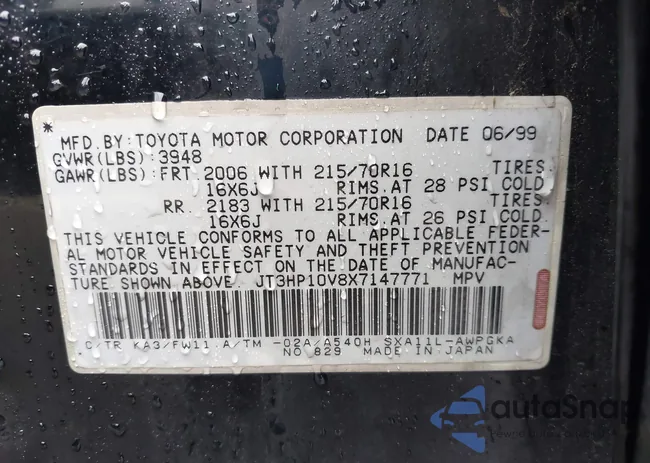 * MFD. BY: TOYOTA MOTOR CORPORATION DATE 06/99
GVWR(LBS): 3948
GAWR(LBS): FRT. 2006 WITH 215/70R16 TIRES
16X6J RIMS.AT 28 PSI COLD
RR. 2183 WITH 215/70R16 TIRES
16X6J RIMS.AT 26 PSI COLD.
THIS VEHICLE CONFORMS TO ALL APPLICABLE FEDER-
AL MOTOR VEHICLE SAFETY AND THEFT PREVENTION
STANDARDS IN EFFECT ON THE DATE OF MANUFAC-
TURE SHOWN ABOVE. JT3HP10V8X7147771 MPV
C/TR KA3/FW11 A/TM -02A/A540H SXA11L-AWPGKA
NO 829 MADE IN JAPAN
autoSnap